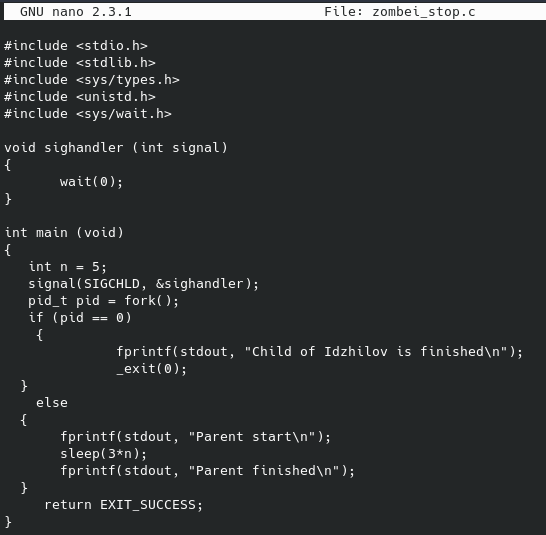 GNU nano 2.3.1 File: zombei_stop.c
#include <stdio.h>
#include <stdlib.h>
#include <sys/types.h>
#include <unistd.h>
#include <sys/wait.h>
void sighandler (int signal)
{
wait(0);
}
int main (void)
{
int n = 5;
signal(SIGCHLD, &sighandler);
pid_t pid = fork();
if (pid == 0)
{
fprintf(stdout, "Child of Idzhilov is finished\n");
_exit(0);
}
else
{
fprintf(stdout, "Parent start\n");
sleep(3*n);
fprintf(stdout, "Parent finished\n");
}
return EXIT_SUCCESS;
}